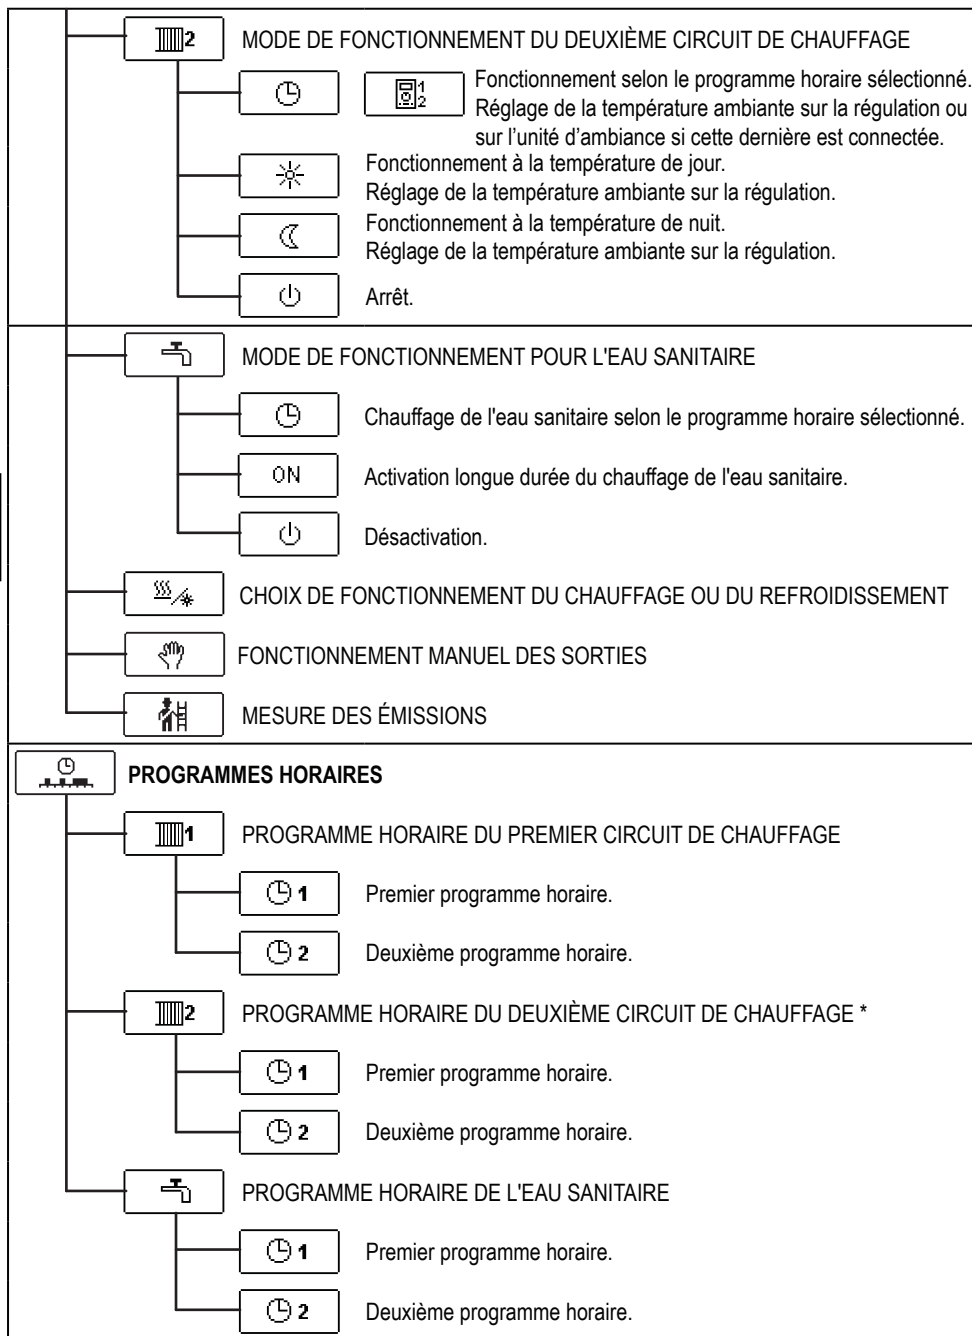 2 MODE DE FONCTIONNEMENT DU DEUXIÈME CIRCUIT DE CHAUFFAGE
1
2
Fonctionnement selon le programme horaire sélectionné.
Réglage de la température ambiante sur la régulation ou
sur l’unité d’ambiance si cette dernière est connectée.
Fonctionnement à la température de jour.
Réglage de la température ambiante sur la régulation.
Fonctionnement à la température de nuit.
Réglage de la température ambiante sur la régulation.
Arrêt.
MODE DE FONCTIONNEMENT POUR L'EAU SANITAIRE
Chauffage de l'eau sanitaire selon le programme horaire sélectionné.
ON Activation longue durée du chauffage de l'eau sanitaire.
Désactivation.
CHOIX DE FONCTIONNEMENT DU CHAUFFAGE OU DU REFROIDISSEMENT
FONCTIONNEMENT MANUEL DES SORTIES
MESURE DES ÉMISSIONS
PROGRAMMES HORAIRES
1 PROGRAMME HORAIRE DU PREMIER CIRCUIT DE CHAUFFAGE
1 Premier programme horaire.
2 Deuxième programme horaire.
2 PROGRAMME HORAIRE DU DEUXIÈME CIRCUIT DE CHAUFFAGE *
1 Premier programme horaire.
2 Deuxième programme horaire.
PROGRAMME HORAIRE DE L'EAU SANITAIRE
1 Premier programme horaire.
2 Deuxième programme horaire.